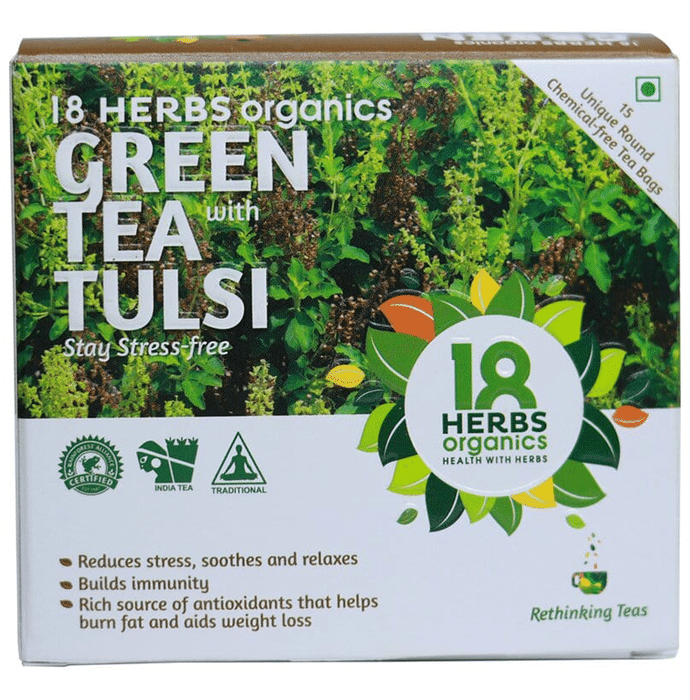 18 HERBS organics
GREEN
TEA with
TULSI
Stay Stress-free
15
Unique Round
Chemical-free Tea Bags
18
HERBS
organics
HEALTH WITH HERBS
RAINFOREST ALLIANCE
CERTIFIED
INDIA TEA
TRADITIONAL
Reduces stress, soothes and relaxes
Builds immunity
Rich source of antioxidants that helps
burn fat and aids weight loss
Rethinking Teas